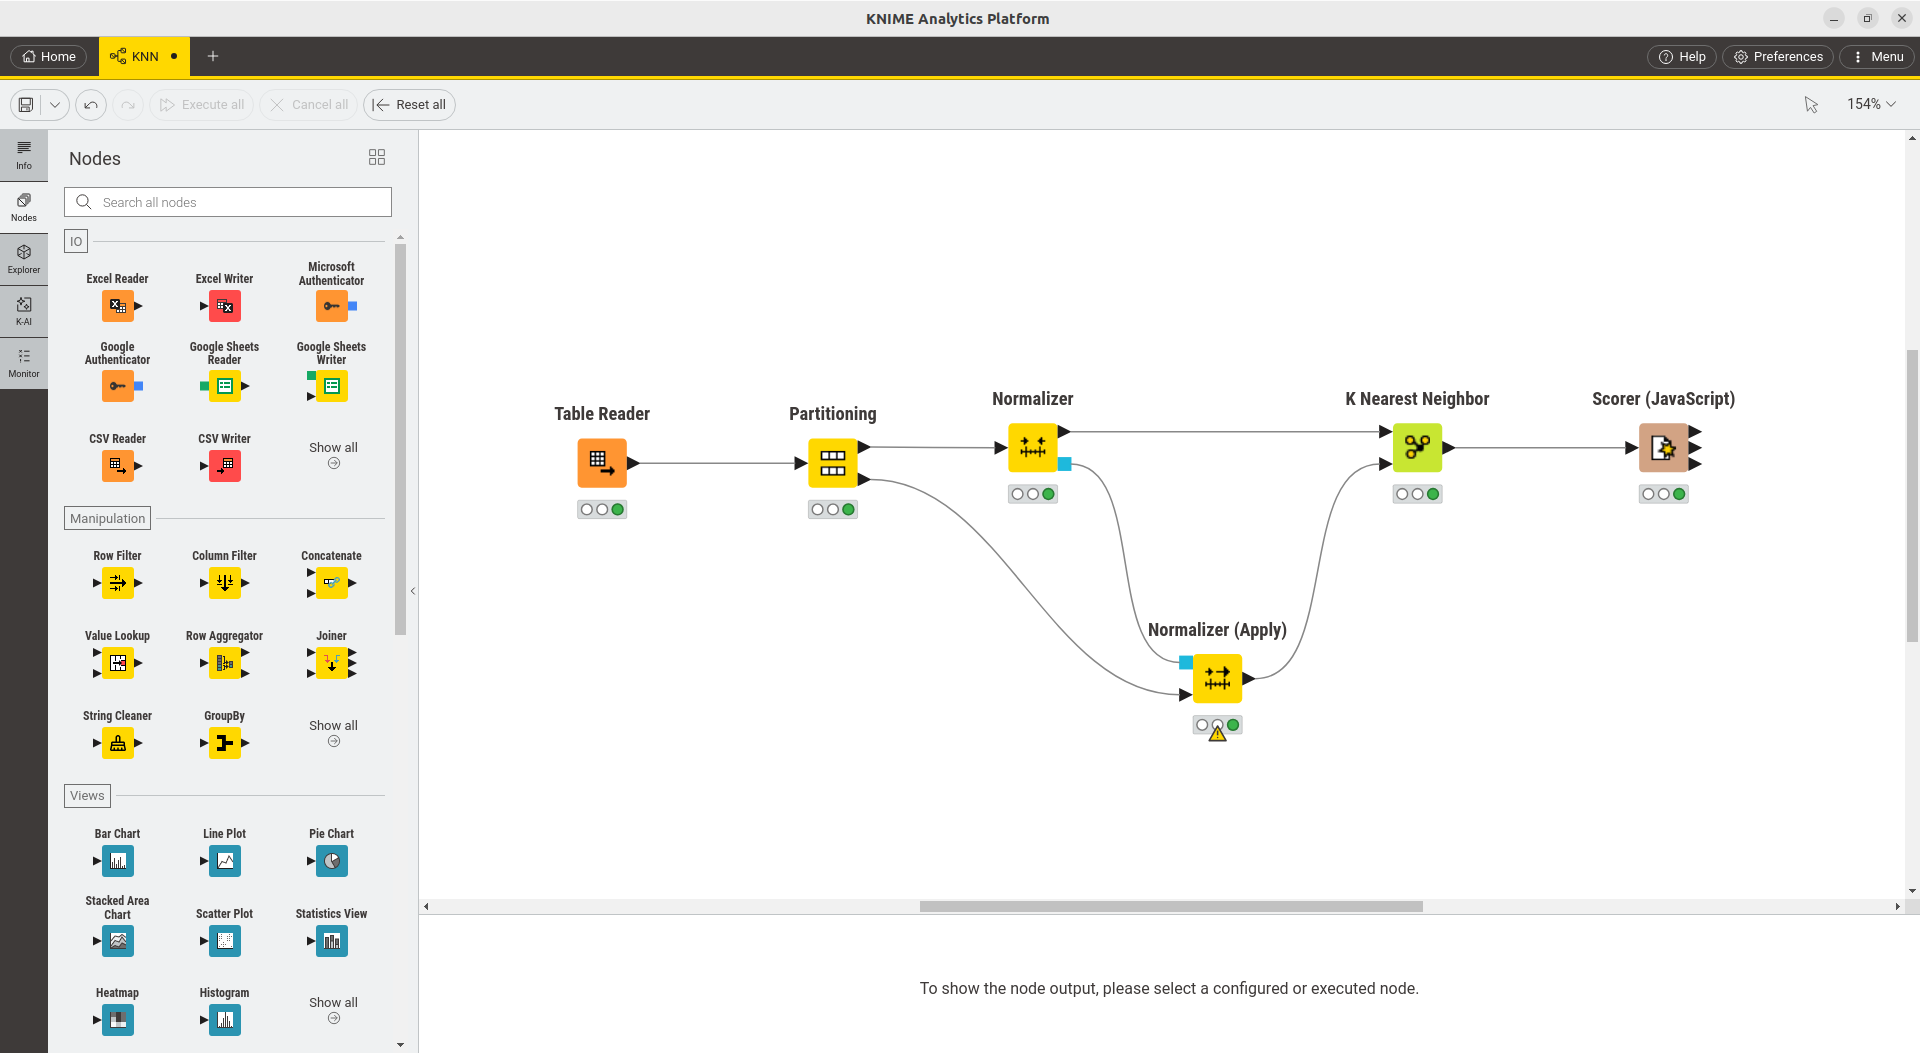 KNIME Analytics Platform
Home
KNN
Help
Preferences
Menu
Execute all
Cancel all
Reset all
154%
Info
Nodes
Explorer
K-AI
Monitor
Nodes
Search all nodes
IO
Excel Reader
Excel Writer
Microsoft
Authenticator
Google
Authenticator
Google Sheets
Reader
Google Sheets
Writer
CSV Reader
CSV Writer
Show all
Manipulation
Row Filter
Column Filter
Concatenate
Value Lookup
Row Aggregator
Joiner
String Cleaner
GroupBy
Show all
Views
Bar Chart
Line Plot
Pie Chart
Stacked Area
Chart
Scatter Plot
Statistics View
Heatmap
Histogram
Show all
Table Reader
Partitioning
Normalizer
K Nearest Neighbor
Scorer (JavaScript)
Normalizer (Apply)
To show the node output, please select a configured or executed node.